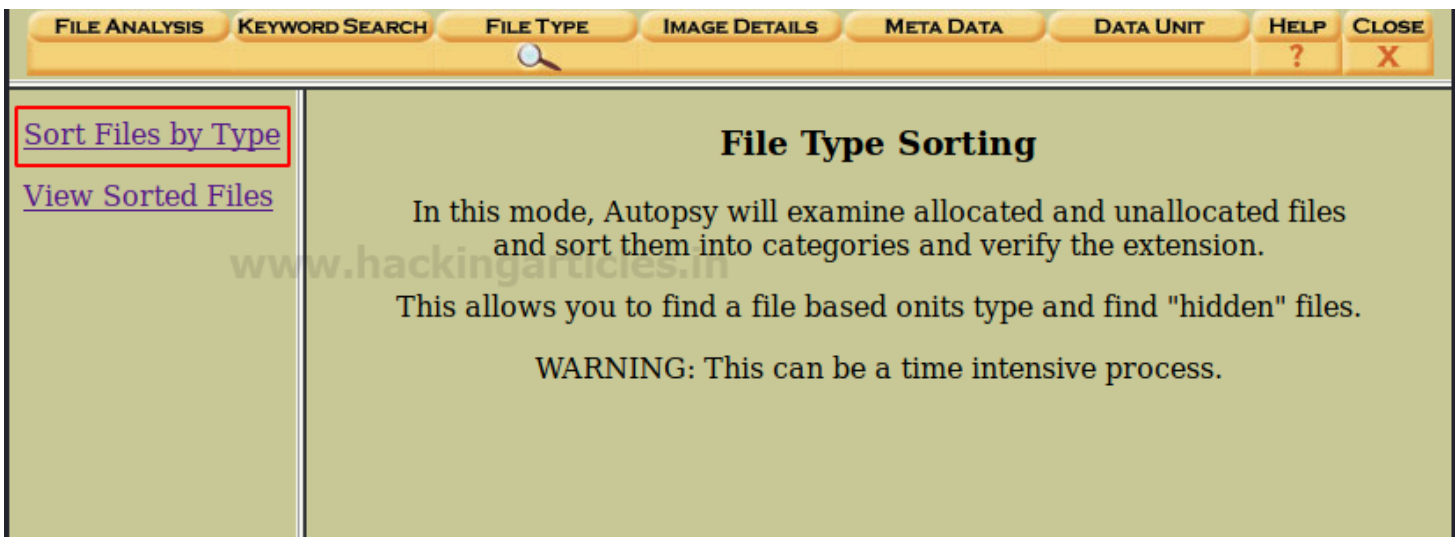 FILE ANALYSIS KEYWORD SEARCH FILE TYPE IMAGE DETAILS META DATA DATA UNIT HELP CLOSE
? X
Sort Files by Type
View Sorted Files
File Type Sorting
In this mode, Autopsy will examine allocated and unallocated files
and sort them into categories and verify the extension.
www.hackingarticles.in
This allows you to find a file based onits type and find "hidden" files.
WARNING: This can be a time intensive process.